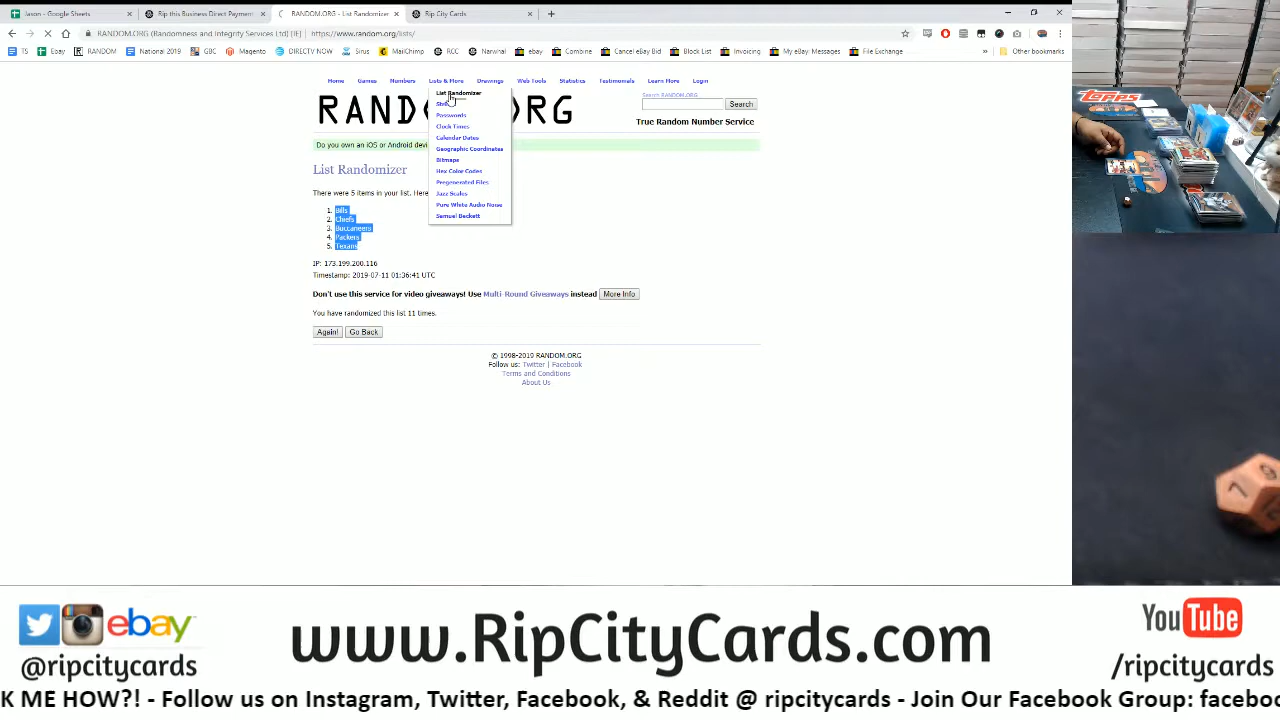 Jason - Google Sheets
Rip this Business Direct Payment
RANDOM.ORG - List Randomizer
Rip City Cards
RANDOM.ORG (Randomness and Integrity Services Ltd) [IE] | https://www.random.org/lists/
TS Ebay RANDOM National 2019 GBC Magento DIRECTV NOW Sirus MailChimp RCC Narwhal ebay Combine Cancel eBay Bid Block List Invoicing My eBay: Messages File Exchange » Other bookmarks
Home Games Numbers Lists & More Drawings Web Tools Statistics Testimonials Learn More Login
List Randomizer
Passwords
Clock Times
Calendar Dates
Geographic Coordinates
Bitmaps
Hex Color Codes
Pregenerated Files
Jazz Scales
Pure White Audio Noise
Samuel Beckett
Search RANDOM.ORG
Search
True Random Number Service
Do you own an iOS or Android devi
List Randomizer
There were 5 items in your list. Here
1. Bills
2. Chiefs
3. Buccaneers
4. Packers
5. Texans
IP: 173.199.200.116
Timestamp: 2019-07-11 01:36:41 UTC
Don't use this service for video giveaways! Use Multi-Round Giveaways instead More Info
You have randomized this list 11 times.
Again! Go Back
© 1998-2019 RANDOM.ORG
Follow us: Twitter | Facebook
Terms and Conditions
About Us
topps
7
ebay
@ripcitycards
www.RipCityCards.com
YouTube
/ripcitycards
K ME HOW?! - Follow us on Instagram, Twitter, Facebook, & Reddit @ ripcitycards - Join Our Facebook Group: facebo